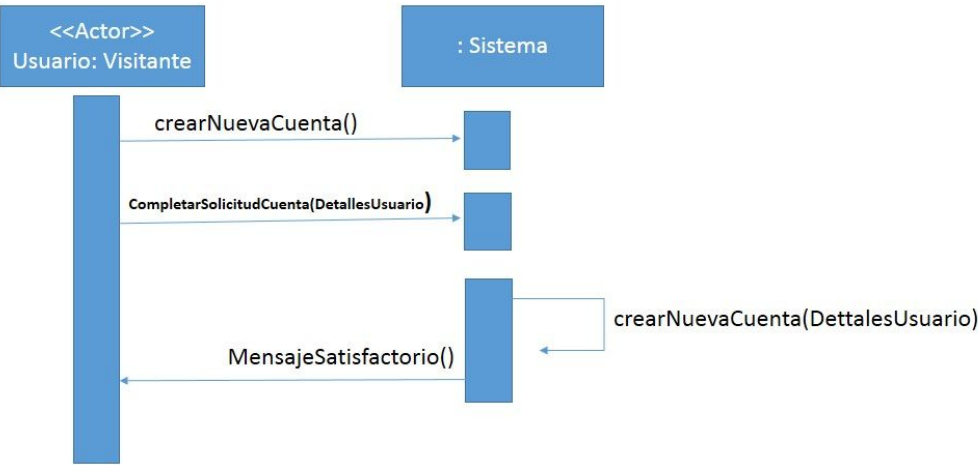 <<Actor>>
Usuario: Visitante
: Sistema
crearNuevaCuenta()
CompletarSolicitudCuenta(DetallesUsuario)
crearNuevaCuenta(DettalesUsuario)
MensajeSatisfactorio()